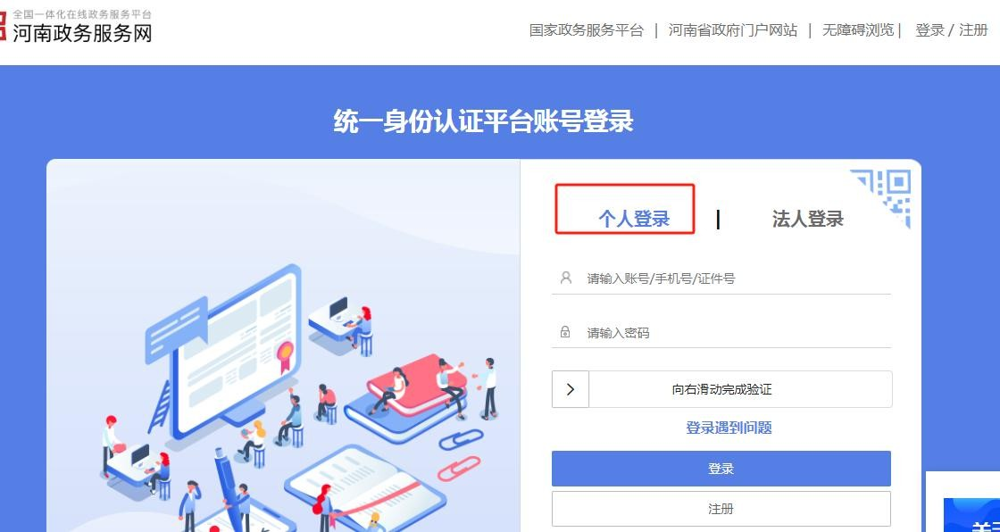 全国一体化在线政务服务平台
河南政务服务网
国家政务服务平台 | 河南省政府门户网站 | 无障碍浏览 | 登录 / 注册
统一身份认证平台账号登录
个人登录 | 法人登录
请输入账号/手机号/证件号
请输入密码
向右滑动完成验证
登录遇到问题
登录
注册